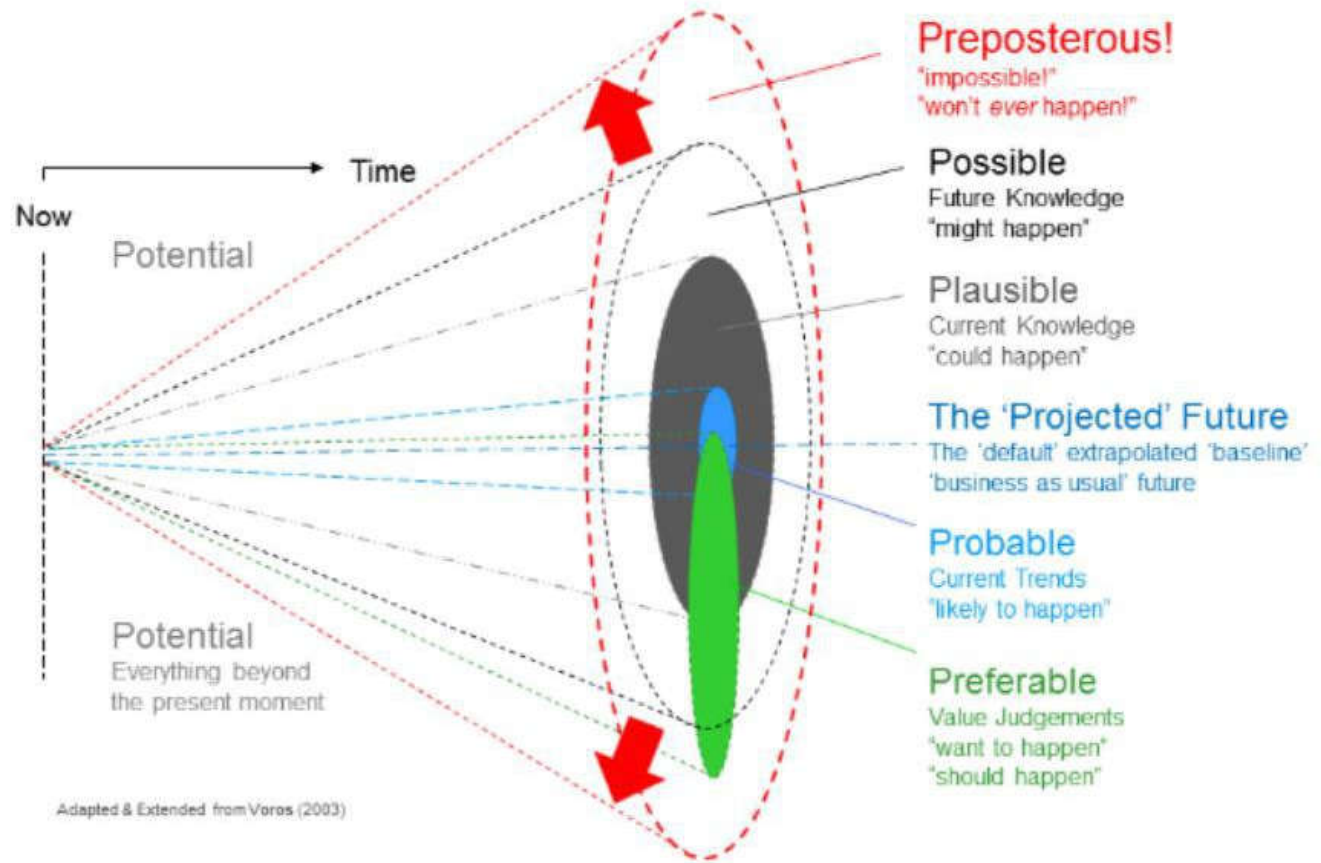 Preposterous!
"impossible!"
"won't ever happen!"
Time
Now
Potential
Possible
Future Knowledge
"might happen"
Plausible
Current Knowledge
"could happen"
The 'Projected' Future
The 'default' extrapolated 'baseline'
'business as usual' future
Probable
Current Trends
"likely to happen"
Potential
Everything beyond
the present moment
Preferable
Value Judgements
"want to happen"
"should happen"
Adapted & Extended from Voros (2003)